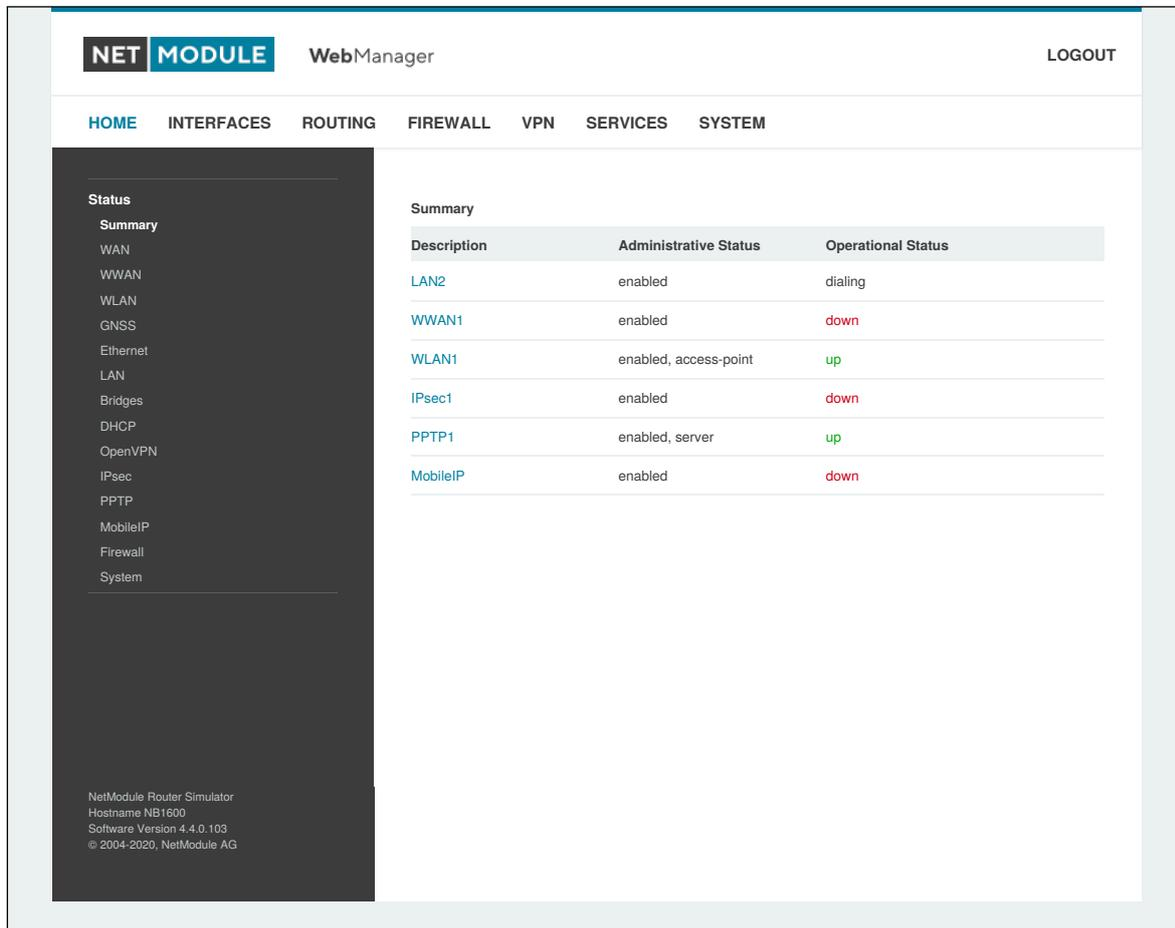 NET MODULE WebManager LOGOUT
HOME INTERFACES ROUTING FIREWALL VPN SERVICES SYSTEM
Status
Summary
WAN
WWAN
WLAN
GNSS
Ethernet
LAN
Bridges
DHCP
OpenVPN
IPsec
PPTP
MobileIP
Firewall
System
NetModule Router Simulator
Hostname NB1600
Software Version 4.4.0.103
© 2004-2020, NetModule AG
Summary
Description Administrative Status Operational Status
LAN2 enabled dialing
WWAN1 enabled down
WLAN1 enabled, access-point up
IPsec1 enabled down
PPTP1 enabled, server up
MobileIP enabled down